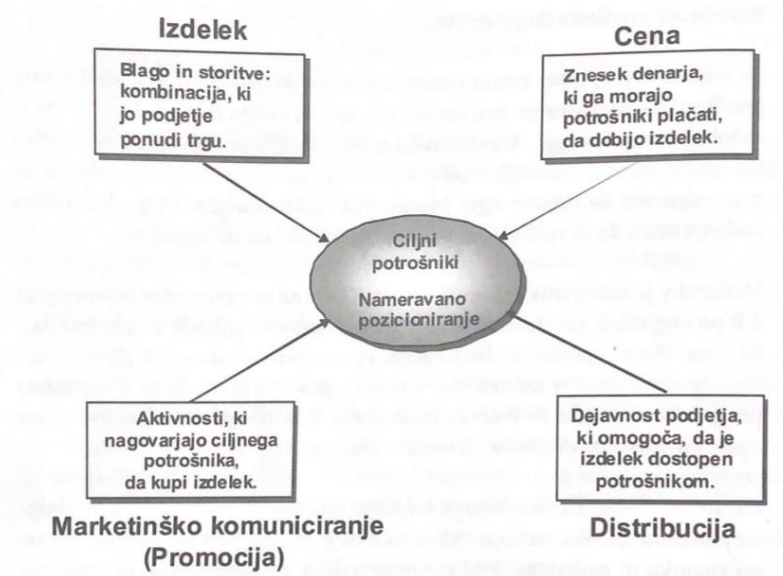 Izdelek
Blago in storitve:
kombinacija, ki
jo podjetje
ponudi trgu.
Cena
Znesek denarja,
ki ga morajo
potrošniki plačati,
da dobijo izdelek.
Ciljni
potrošniki
Nameravano
pozicioniranje
Aktivnosti, ki
nagovarjajo ciljnega
potrošnika,
da kupi izdelek.
Marketinško komuniciranje
(Promocija)
Dejavnost podjetja,
ki omogoča, da je
izdelek dostopen
potrošnikom.
Distribucija